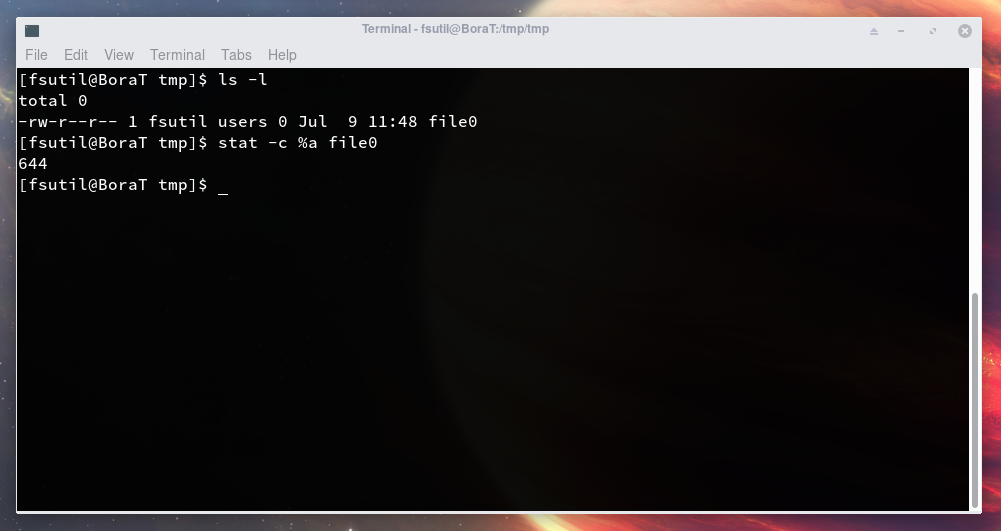 Terminal - fsutil@BoraT:/tmp/tmp
File Edit View Terminal Tabs Help
[fsutil@BoraT tmp]$ ls -l
total 0
-rw-r--r-- 1 fsutil users 0 Jul  9 11:48 file0
[fsutil@BoraT tmp]$ stat -c %a file0
644
[fsutil@BoraT tmp]$ _